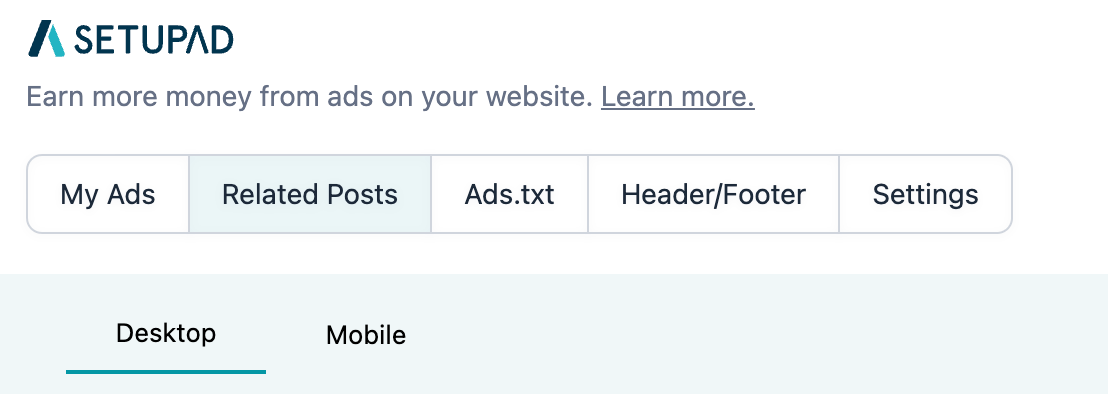 SETUPAD
Earn more money from ads on your website. Learn more.
My Ads
Related Posts
Ads.txt
Header/Footer
Settings
Desktop
Mobile